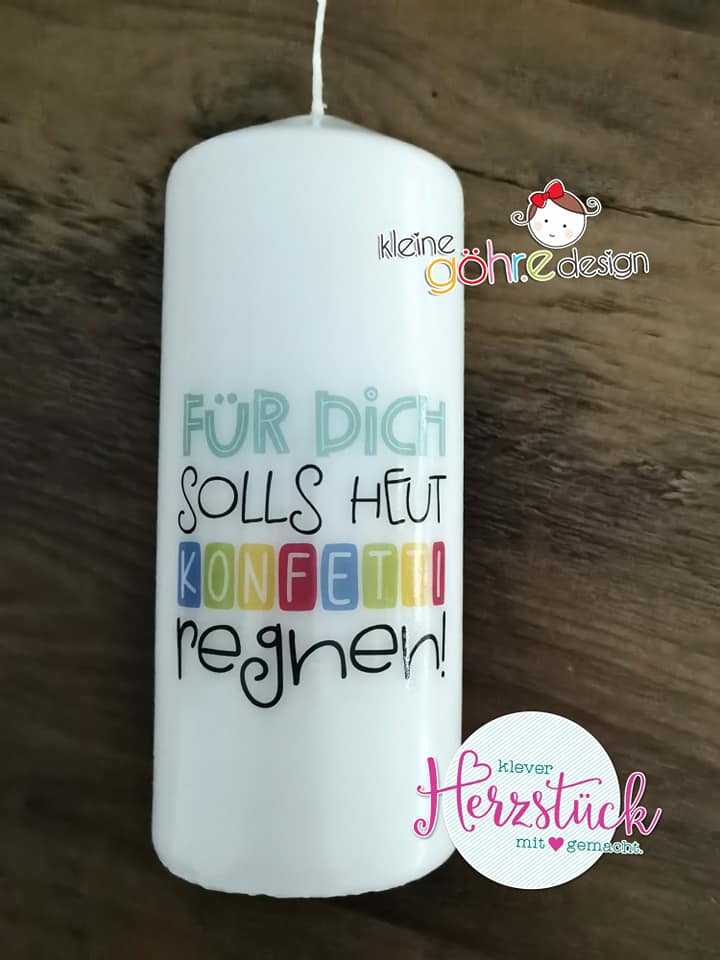 kleine
göhr.e design
FÜR DICH
SOLLS HEUT
KONFETTI
regnen!
klever
Herzstück
mit ♥ gemacht.